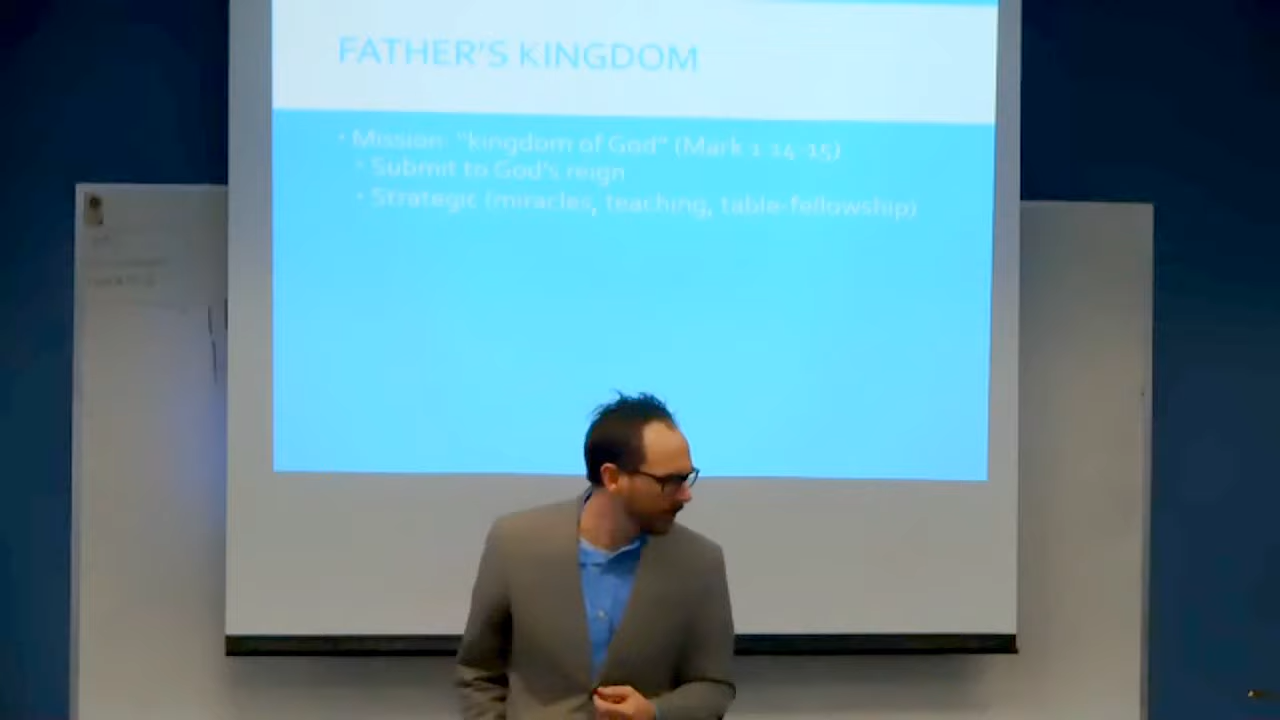 FATHER'S KINGDOM
• Mission: "kingdom of God" (Mark 1:14-15)
• Submit to God's reign
• Strategic (miracles, teaching, table-fellowship)